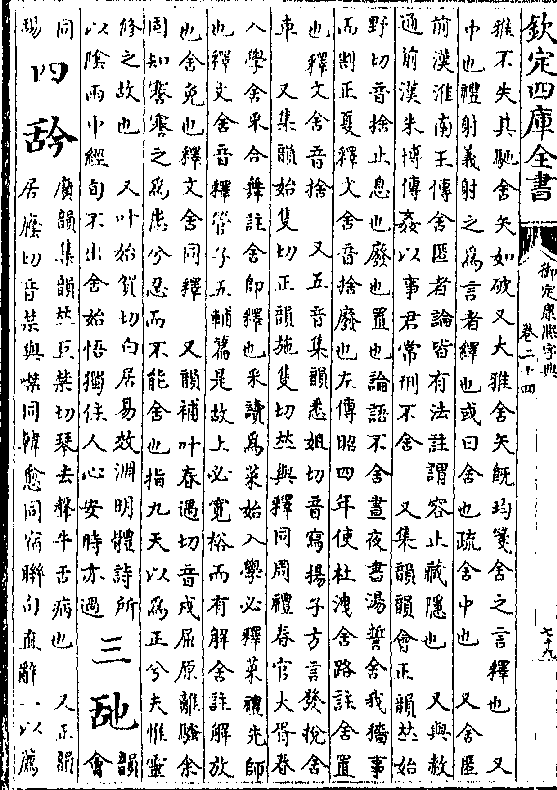 欽定四庫全書
御定康熙字典
卷二十四
七十九
雅不失其馳舍矢如破又大雅舍矢既均箋舍之言釋也 又
中也禮射義射之爲言者釋也或曰舍也疏舍中也 又舍匿
前漢淮南王傳舍匿者論皆有法註謂容止藏隱也 又與赦
通前漢朱博傳姦以事君常刑不舍 又集韻韻會正韻𠀤始
野切音捨止息也廢也置也論語不舍晝夜書湯誓舍我穡事
而割正夏釋文舍音捨廢也左傳昭四年使杜洩舍路註舍置
也釋文舍音捨 又五音集韻悉姐切音寫揚子方言發稅舍
車 又集韻始隻切正韻施隻切𠀤與釋同周禮春官大胥春
入學舍采合舞註舍卽釋也采讀爲菜始入學必釋菜禮先師
也釋文舍音釋管子五輔篇是故上必寬裕而有解舍註解放
也舍免也釋文舍同釋 又韻補叶春遇切音戍屈原離騷余
固知謇謇之爲患兮忍而不能舍也指九天以爲正兮夫惟靈
修之故也 又叶始賀切白居易效淵明體詩所
以陰雨中經旬不出舍始悟獨往人心安時亦過 三 𦧇 韻會
同䑛 四 𦧈 廣韻集韻𠀤巨禁切琴去聲牛舌病也 又正韻
居廕切音禁與噤同韓愈同宿聯句直辭一以薦